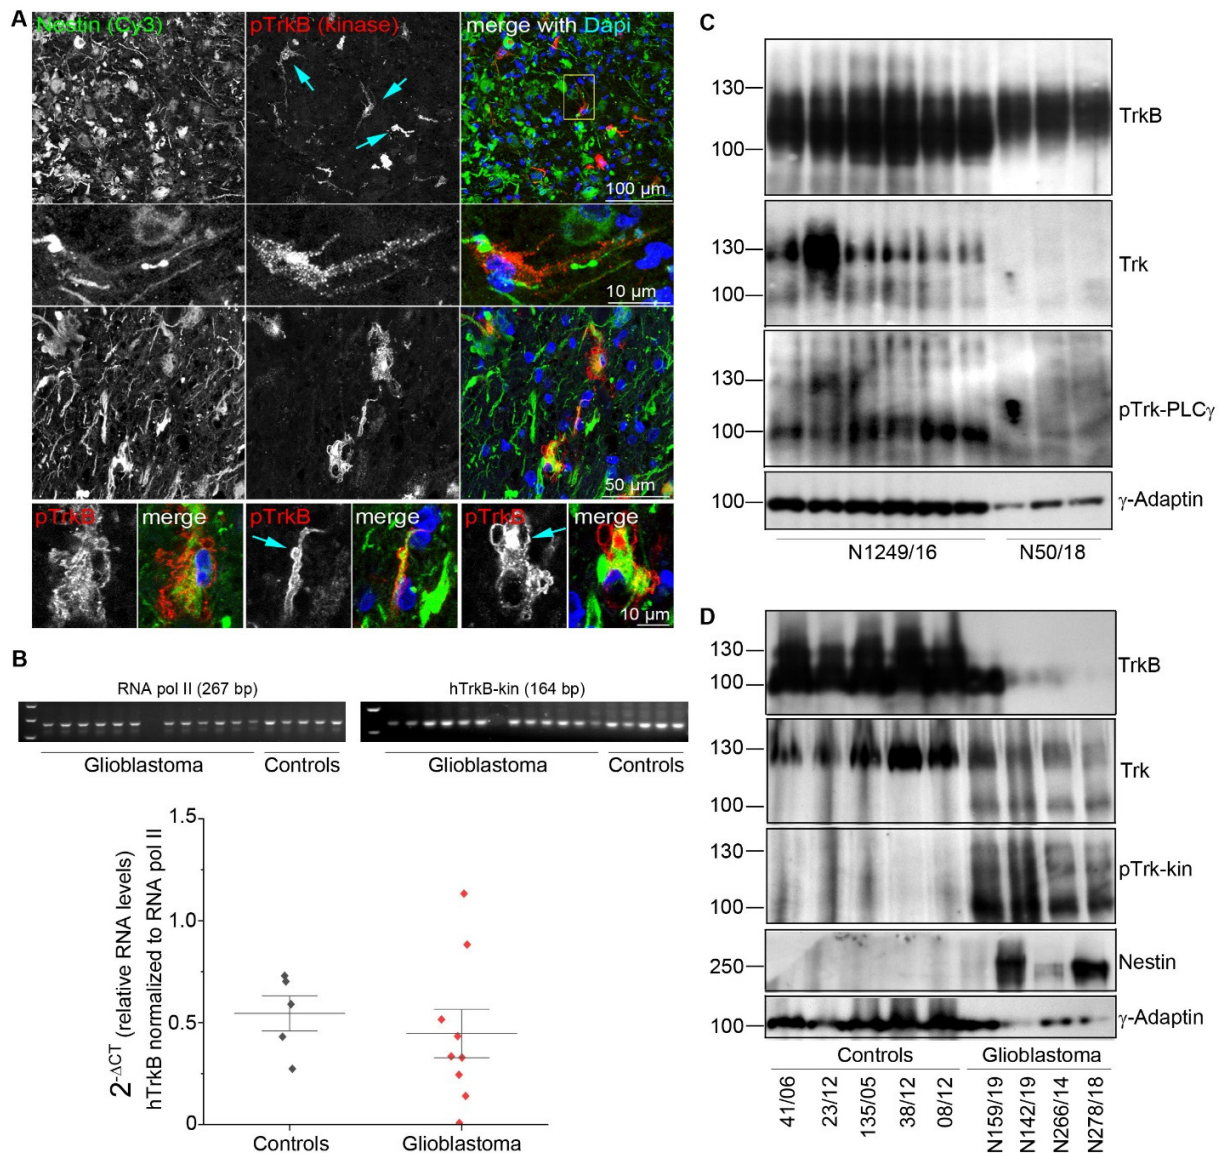 A
Nestin (Cy3)
pTrkB (kinase)
merge with Dapi
100 µm
10 µm
50 µm
pTrkB
merge
pTrkB
merge
pTrkB
merge
10 µm
B
RNA pol II (267 bp)
hTrkB-kin (164 bp)
Glioblastoma
Controls
Glioblastoma
Controls
2-ΔCT (relative RNA levels)
hTrkB normalized to RNA pol II
1.5
1.0
0.5
0
Controls
Glioblastoma
C
130
100
TrkB
130
100
Trk
130
100
pTrk-PLCγ
100
γ-Adaptin
N1249/16
N50/18
D
130
100
TrkB
130
100
Trk
130
100
pTrk-kin
250
Nestin
100
γ-Adaptin
Controls
Glioblastoma
41/06
23/12
135/05
38/12
08/12
N159/19
N142/19
N266/14
N278/18